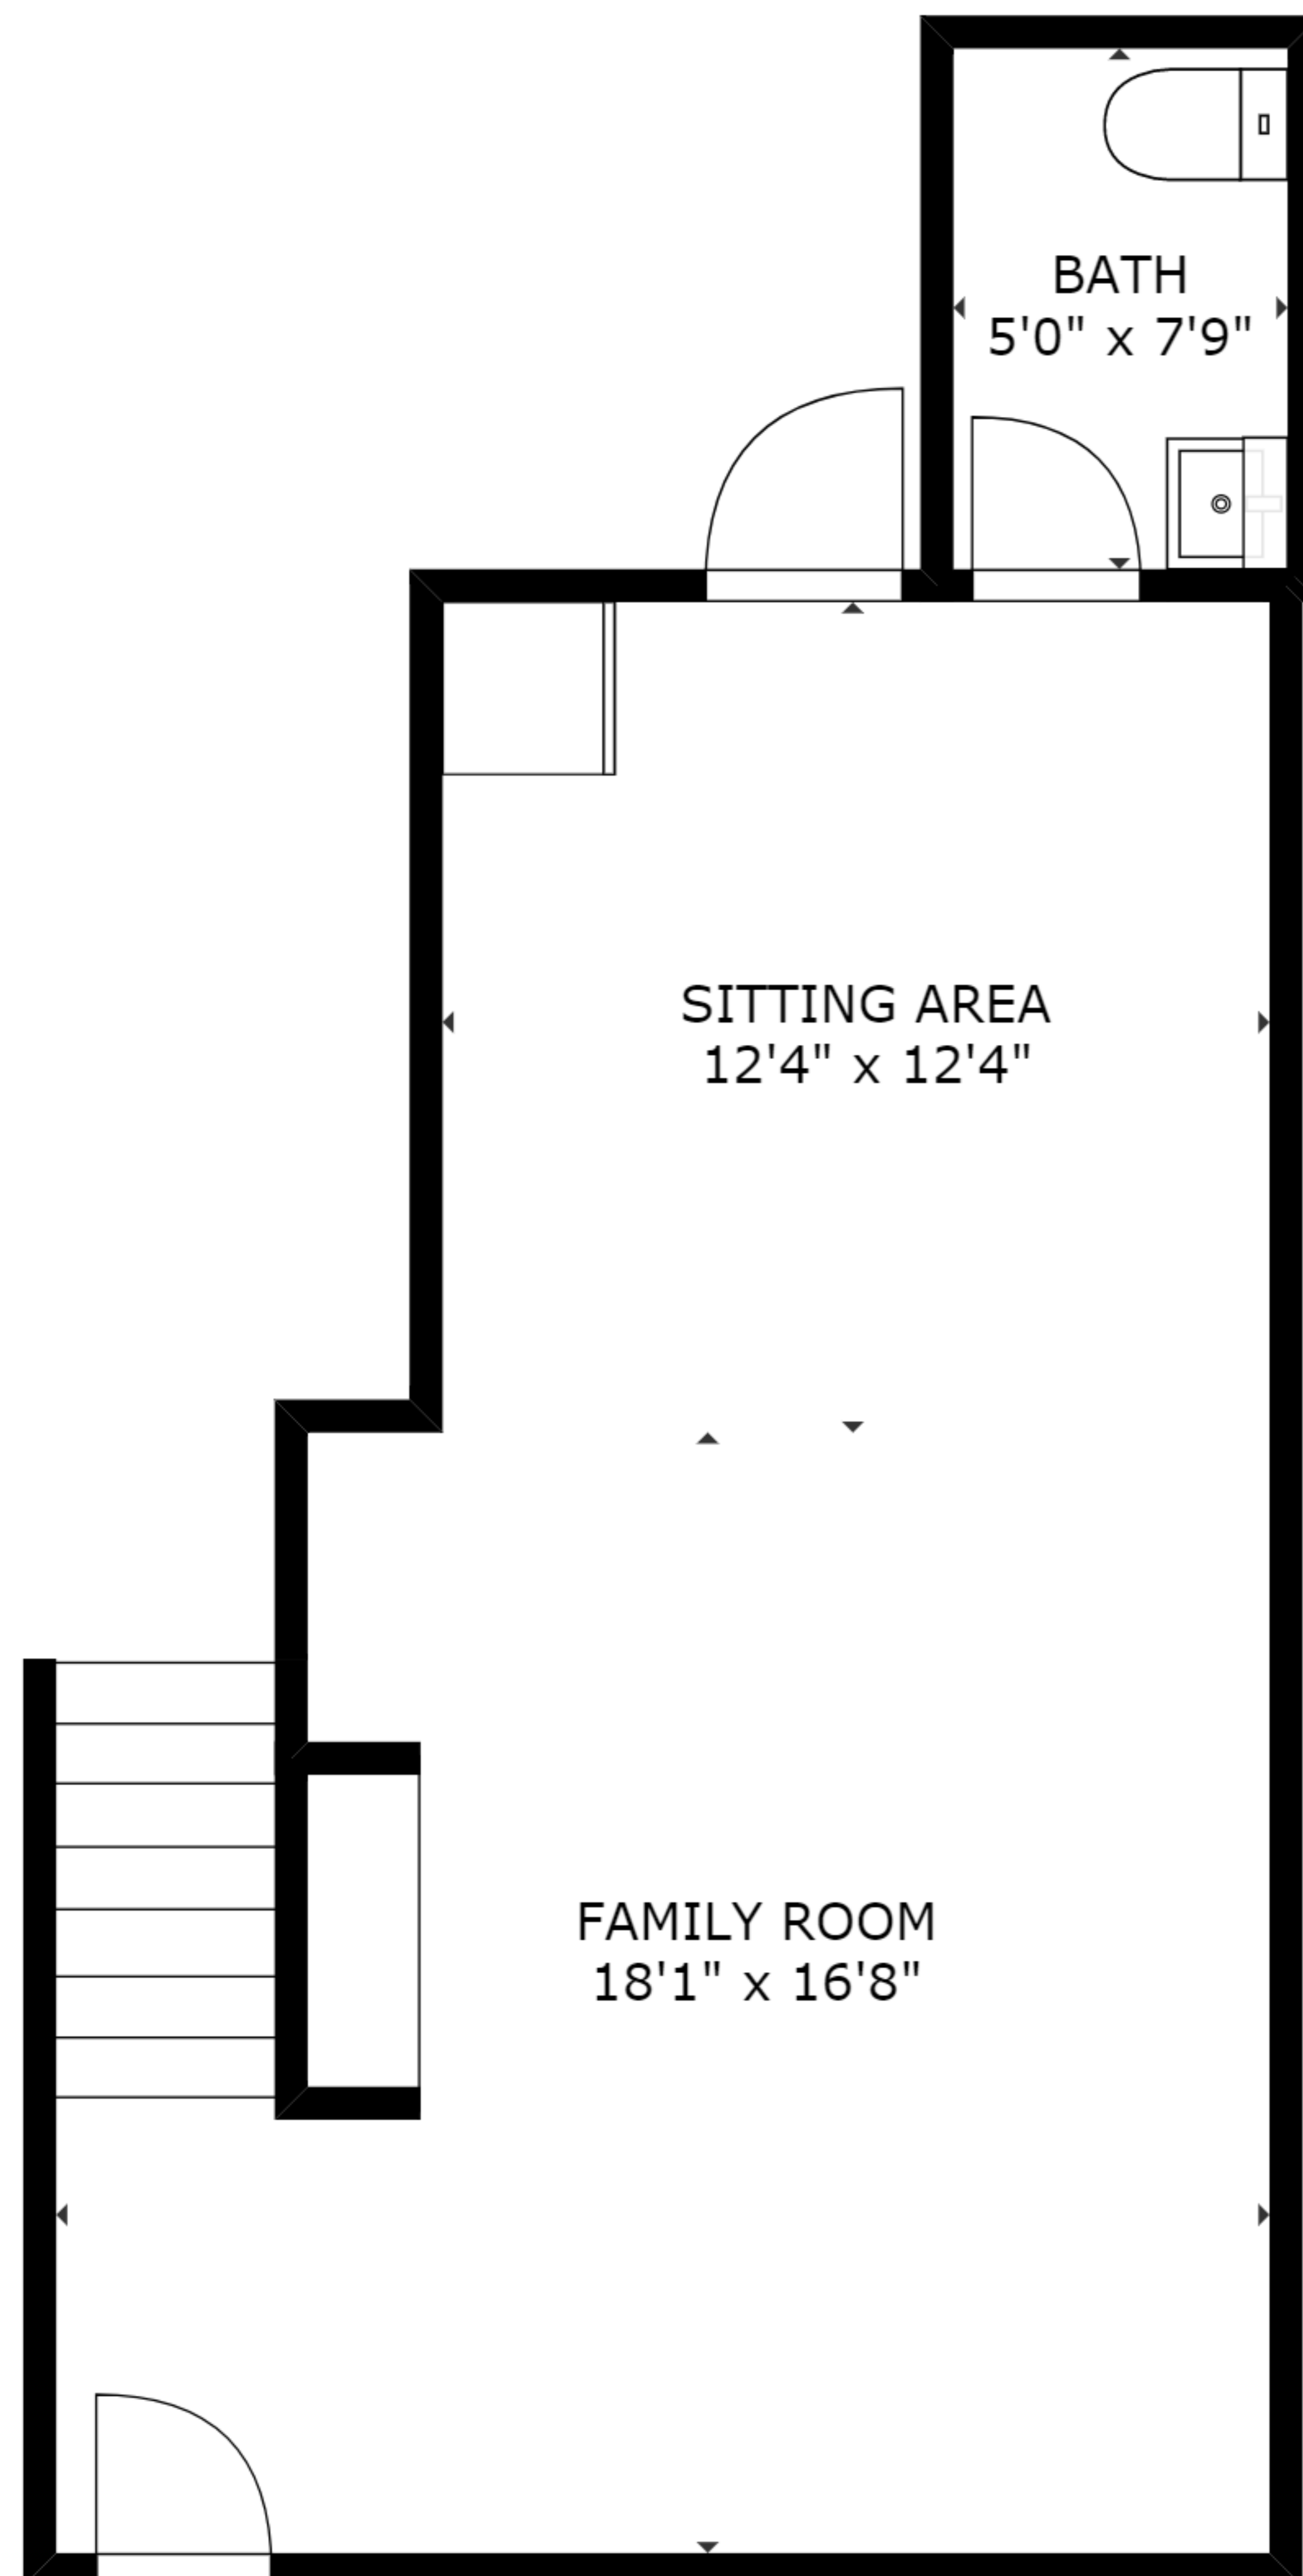 BATH
5'0" x 7'9"
SITTING AREA
12'4" x 12'4"
FAMILY ROOM
18'1" x 16'8"